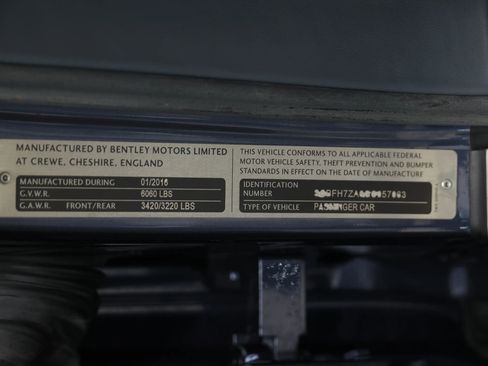 MANUFACTURED BY BENTLEY MOTORS LIMITED
AT CREWE, CHESHIRE, ENGLAND
MANUFACTURED DURING 01/2016
G.V.W.R. 6060 LBS
G.A.W.R. FRONT/REAR 3420/3220 LBS
THIS VEHICLE CONFORMS TO ALL APPLICABLE FEDERAL
MOTOR VEHICLE SAFETY, THEFT PREVENTION AND BUMPER
STANDARDS IN EFFECT ON THE DATE OF MANUFACTURE
IDENTIFICATION
NUMBER
TYPE OF VEHICLE PASSENGER CAR